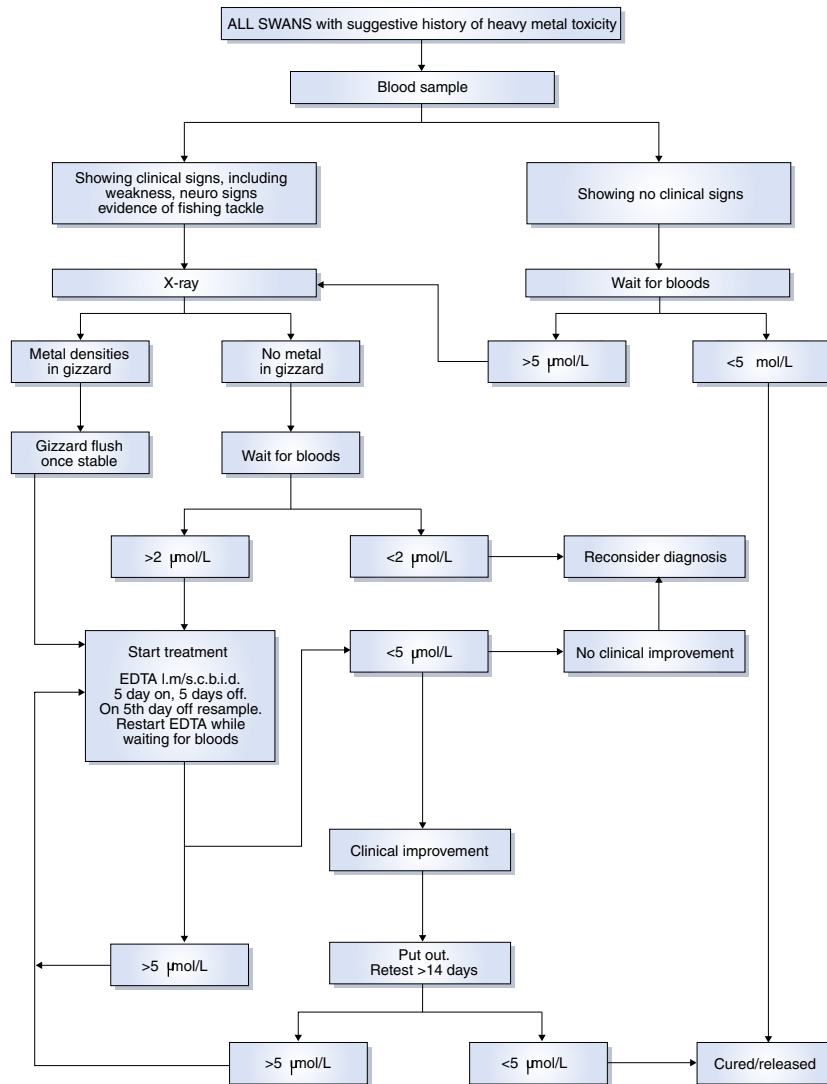 ALL SWANS with suggestive history of heavy metal toxicity
Blood sample
Showing clinical signs, including
weakness, neuro signs
evidence of fishing tackle
Showing no clinical signs
X-ray
Wait for bloods
Metal densities
in gizzard
No metal
in gizzard
>5 µmol/L
<5 mol/L
Gizzard flush
once stable
Wait for bloods
>2 µmol/L
<2 µmol/L
Reconsider diagnosis
Start treatment
EDTA I.m/s.c.b.i.d.
5 day on, 5 days off.
On 5th day off resample.
Restart EDTA while
waiting for bloods
<5 µmol/L
No clinical improvement
Clinical improvement
>5 µmol/L
Put out.
Retest >14 days
>5 µmol/L
<5 µmol/L
Cured/released